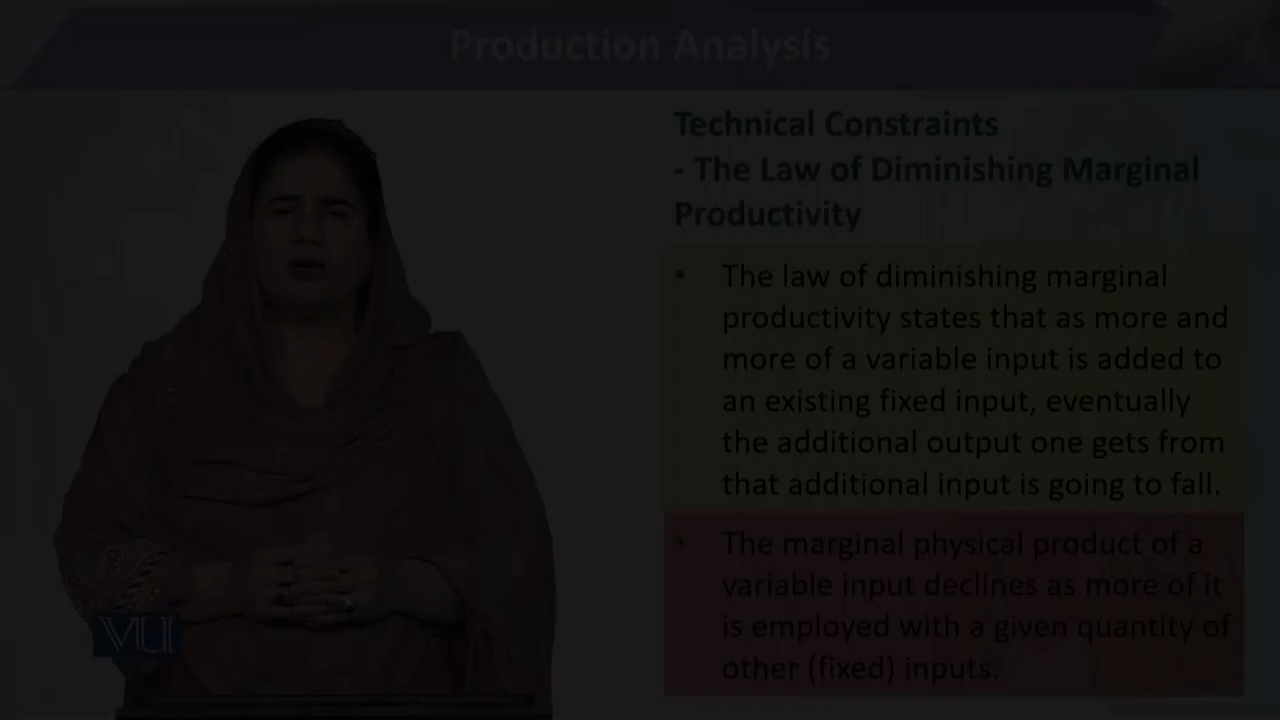 Production Analysis
Technical Constraints
- The Law of Diminishing Marginal
Productivity
• The law of diminishing marginal
productivity states that as more and
more of a variable input is added to
an existing fixed input, eventually
the additional output one gets from
that additional input is going to fall.
• The marginal physical product of a
variable input declines as more of it
is employed with a given quantity of
other (fixed) inputs.
VU